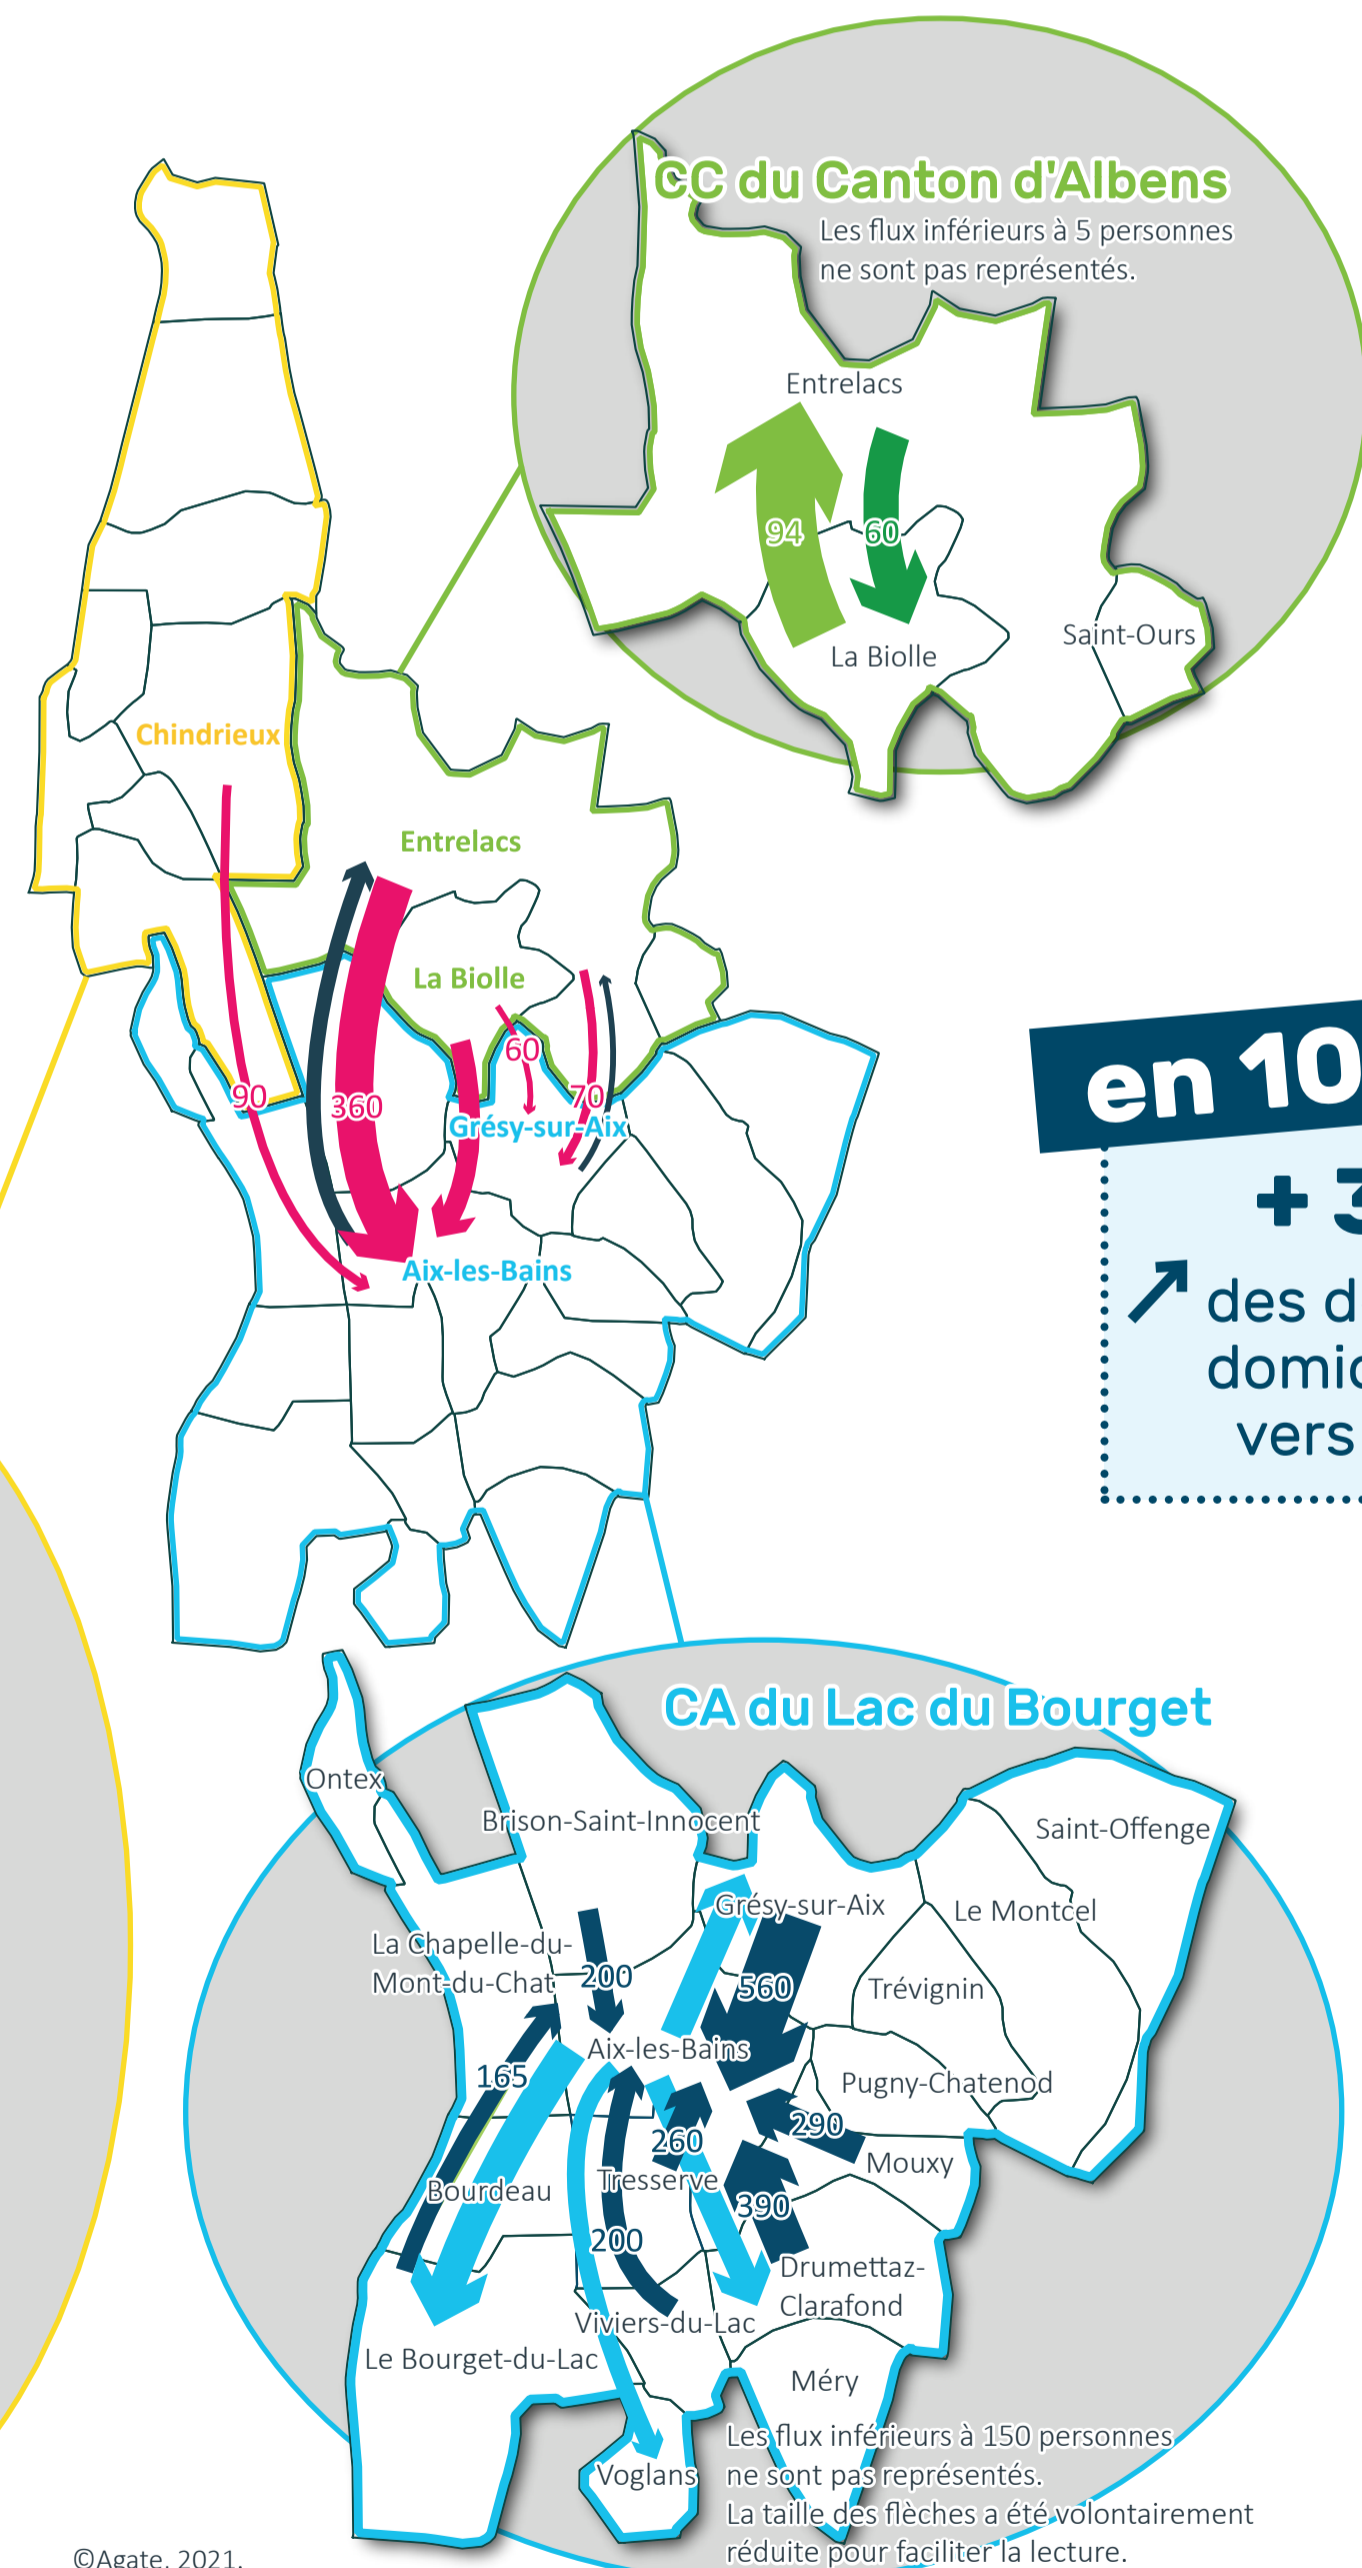 CC du Canton d'Albens
Les flux inférieurs à 5 personnes
ne sont pas représentés.
Entrelacs
94
60
La Biolle
Saint-Ours
Chindrieux
Entrelacs
La Biolle
60
90
360
70
Grésy-sur-Aix
Aix-les-Bains
en 10
+ 3
des d
domic
vers
CA du Lac du Bourget
Ontex
Brison-Saint-Innocent
Saint-Offenge
Grésy-sur-Aix
Le Montcel
La Chapelle-du-
Mont-du-Chat
200
560
Trévignin
Aix-les-Bains
165
Pugny-Chatenod
290
260
Mouxy
Tresserve
Bourdeau
390
200
Drumettaz-
Clarafond
Viviers-du-Lac
Le Bourget-du-Lac
Méry
Voglans
Les flux inférieurs à 150 personnes
ne sont pas représentés.
La taille des flèches a été volontairement
réduite pour faciliter la lecture.
©Agate, 2021.